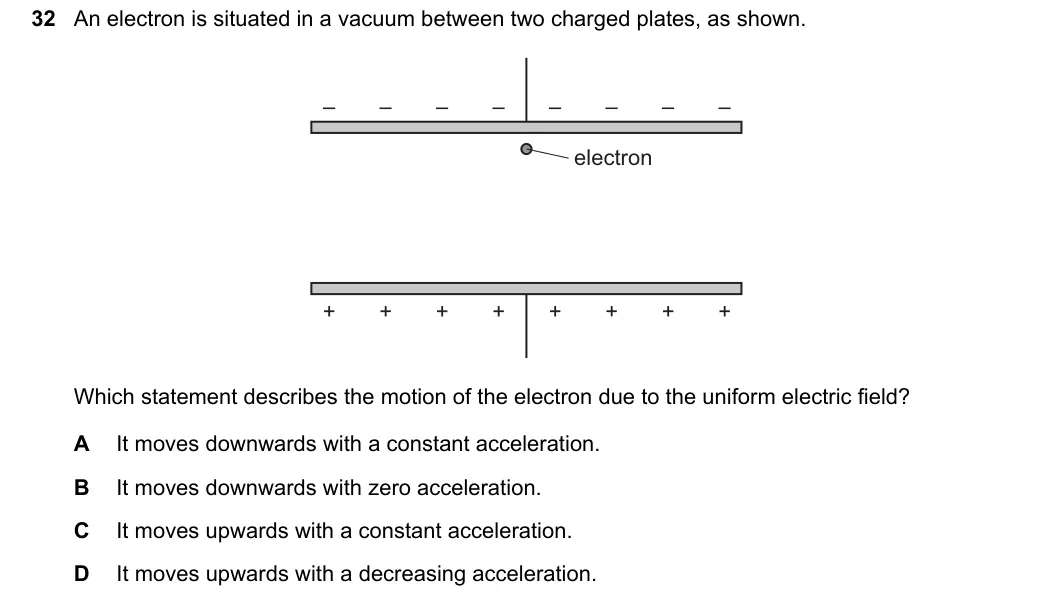 32 An electron is situated in a vacuum between two charged plates, as shown.
– – – – – – – –
electron
+ + + + + + + +
Which statement describes the motion of the electron due to the uniform electric field?
A It moves downwards with a constant acceleration.
B It moves downwards with zero acceleration.
C It moves upwards with a constant acceleration.
D It moves upwards with a decreasing acceleration.